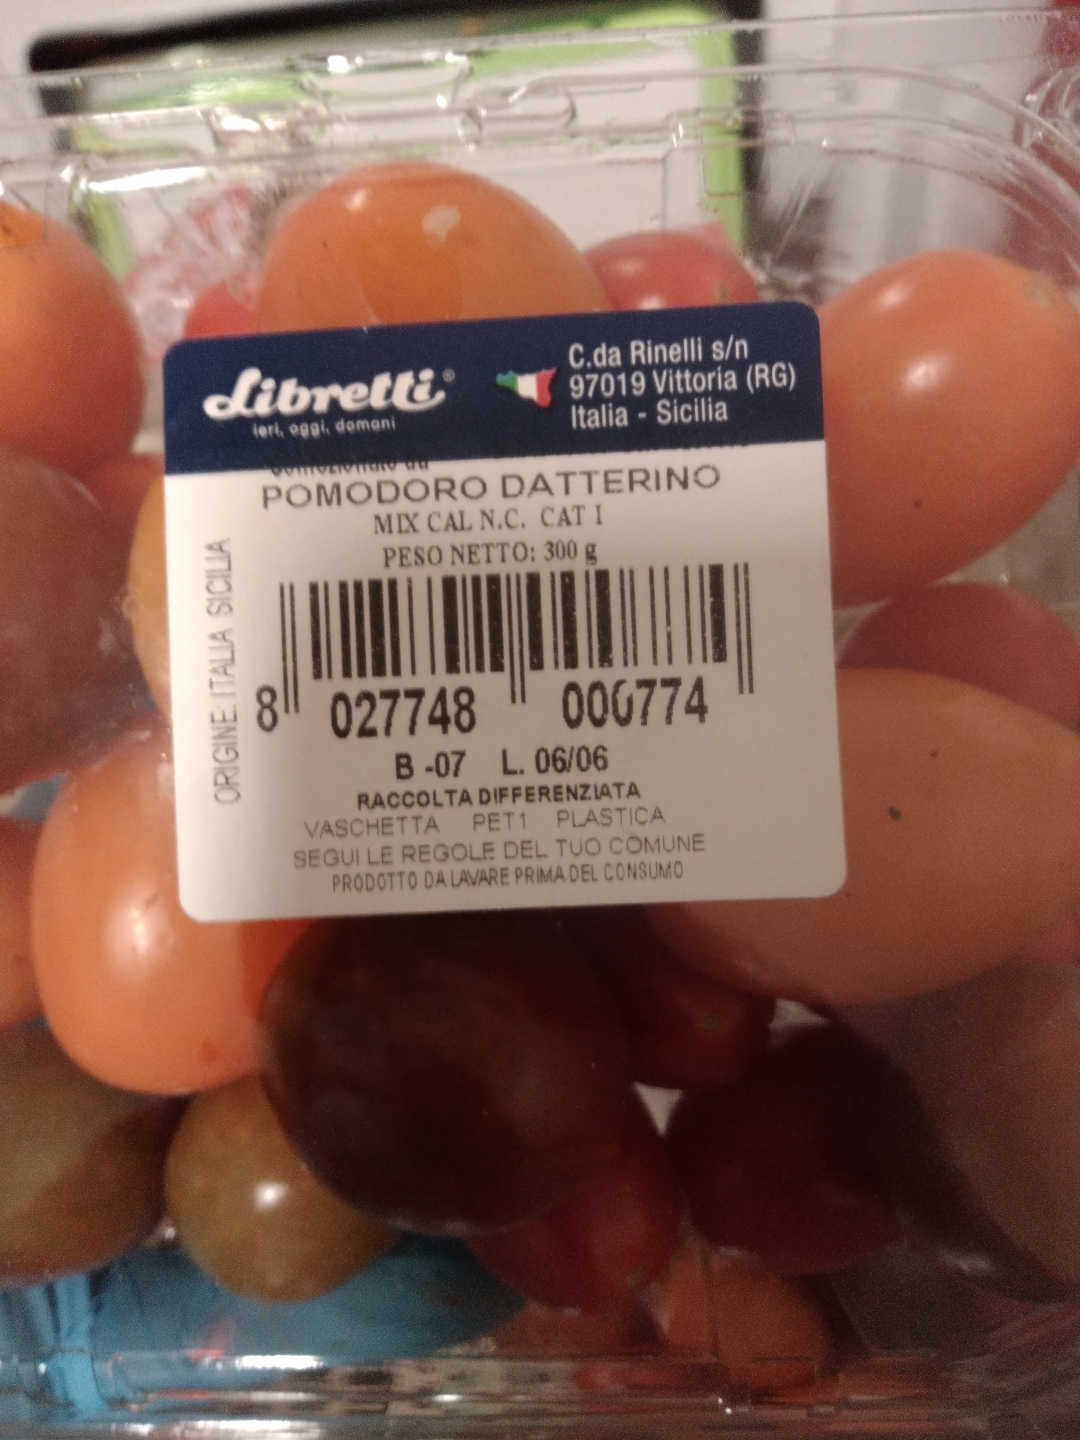 Libretti®
ieri, oggi, domani
C.da Rinelli s/n
97019 Vittoria (RG)
Italia - Sicilia
Confezionato da
POMODORO DATTERINO
MIX CAL N.C. CAT I
PESO NETTO: 300 g
ORIGINE: ITALIA SICILIA
8 027748 000774
B -07 L. 06/06
RACCOLTA DIFFERENZIATA
VASCHETTA PET1 PLASTICA
SEGUI LE REGOLE DEL TUO COMUNE
PRODOTTO DA LAVARE PRIMA DEL CONSUMO